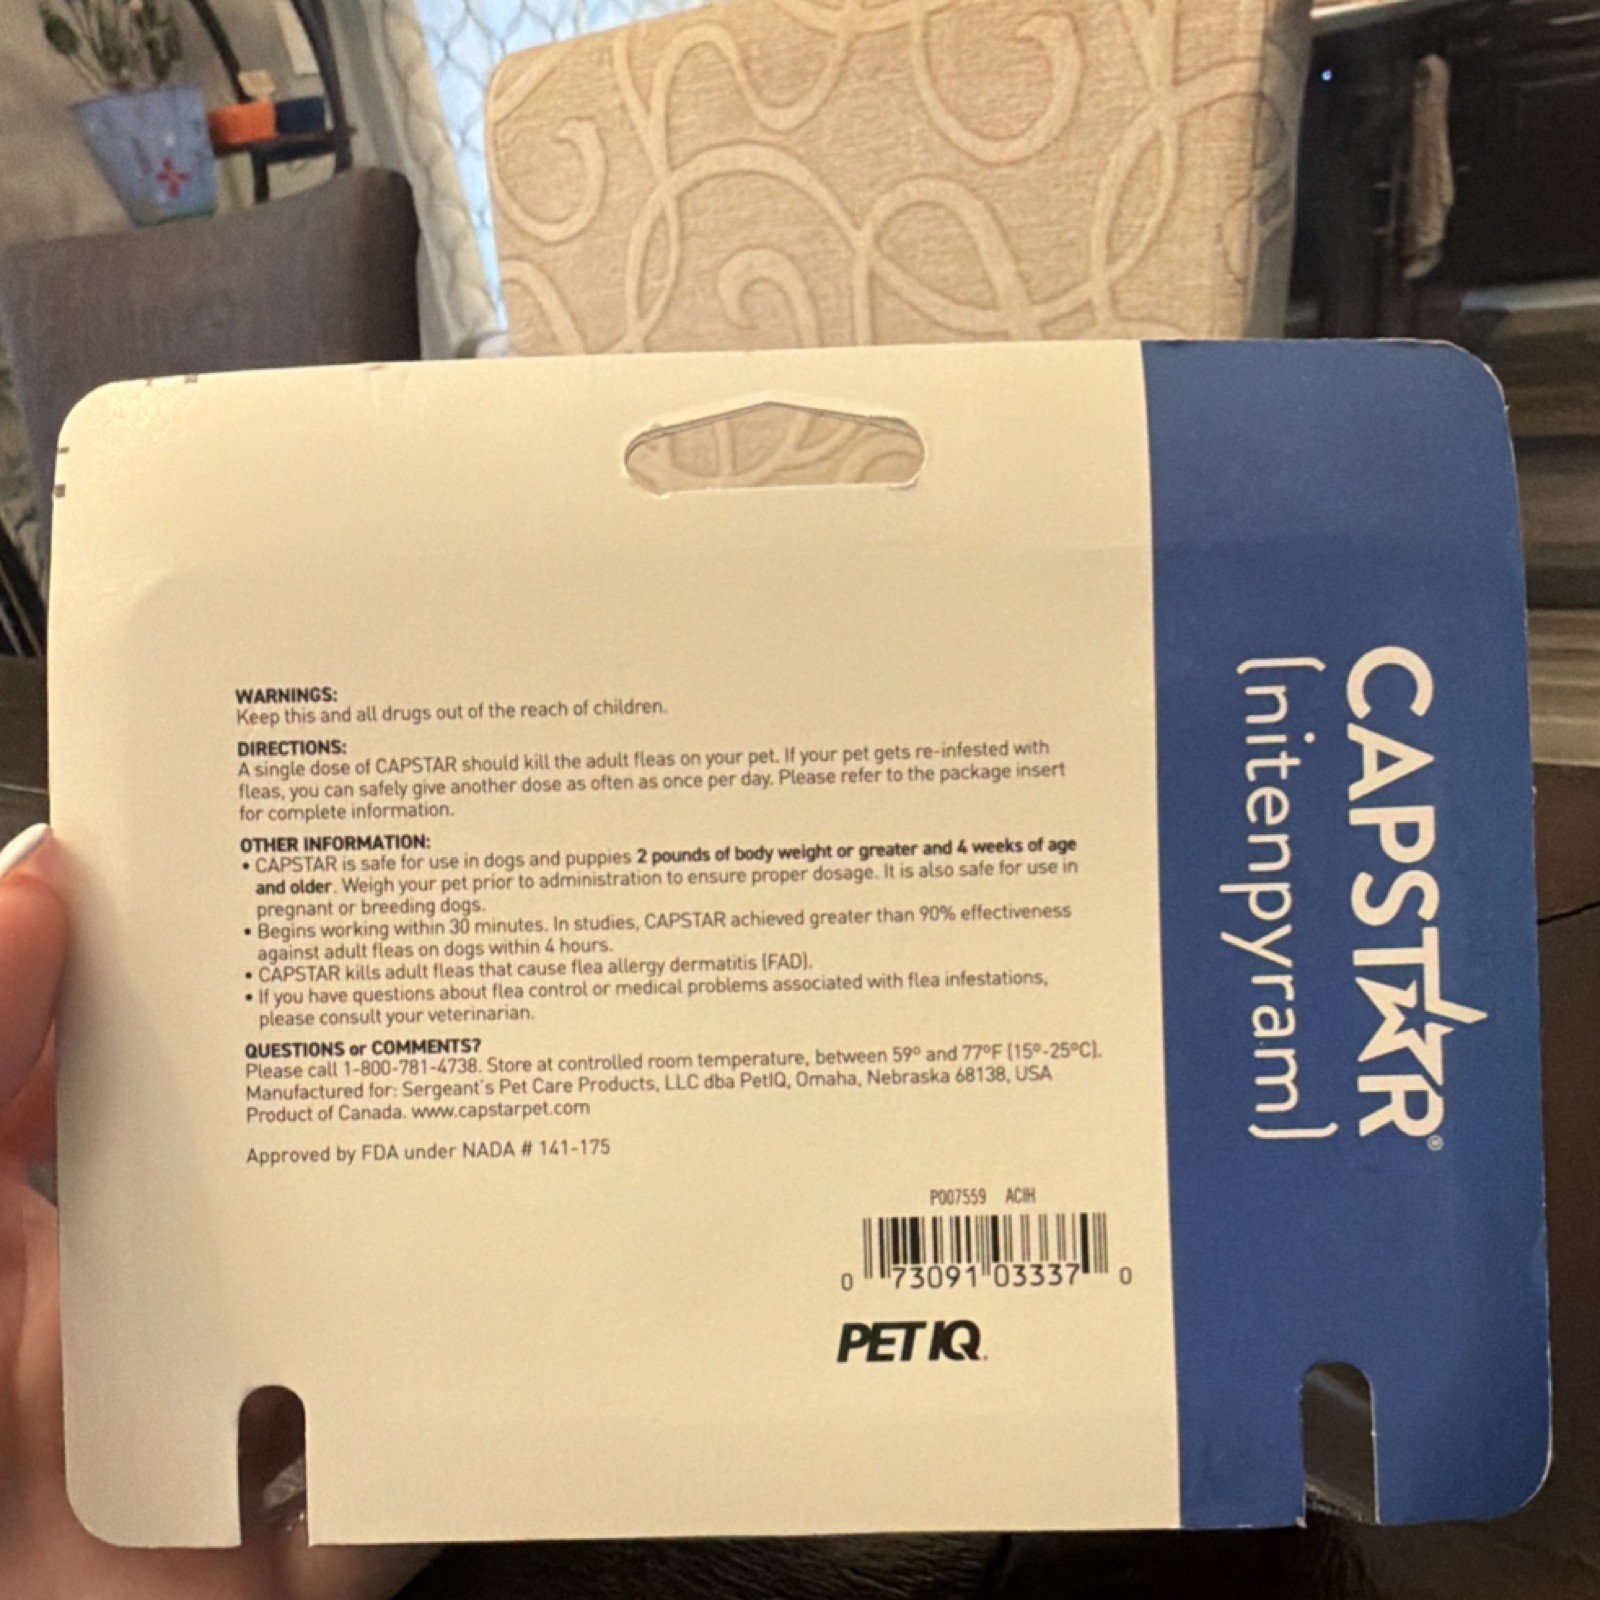 WARNINGS:
Keep this and all drugs out of the reach of children.
DIRECTIONS:
A single dose of CAPSTAR should kill the adult fleas on your pet. If your pet gets re-infested with
fleas, you can safely give another dose as often as once per day. Please refer to the package insert
for complete information.
OTHER INFORMATION:
• CAPSTAR is safe for use in dogs and puppies 2 pounds of body weight or greater and 4 weeks of age
and older. Weigh your pet prior to administration to ensure proper dosage. It is also safe for use in
pregnant or breeding dogs.
• Begins working within 30 minutes. In studies, CAPSTAR achieved greater than 90% effectiveness
against adult fleas on dogs within 4 hours.
• CAPSTAR kills adult fleas that cause flea allergy dermatitis (FAD).
• If you have questions about flea control or medical problems associated with flea infestations,
please consult your veterinarian.
QUESTIONS or COMMENTS?
Please call 1-800-781-4738. Store at controlled room temperature, between 59º and 77ºF (15º-25ºC).
Manufactured for: Sergeant's Pet Care Products, LLC dba PetIQ, Omaha, Nebraska 68138, USA
Product of Canada. www.capstarpet.com
Approved by FDA under NADA # 141-175
P007559 ACIH
0 73091 03337 0
PET IQ.
CAPSTAR®
(nitenpyram)